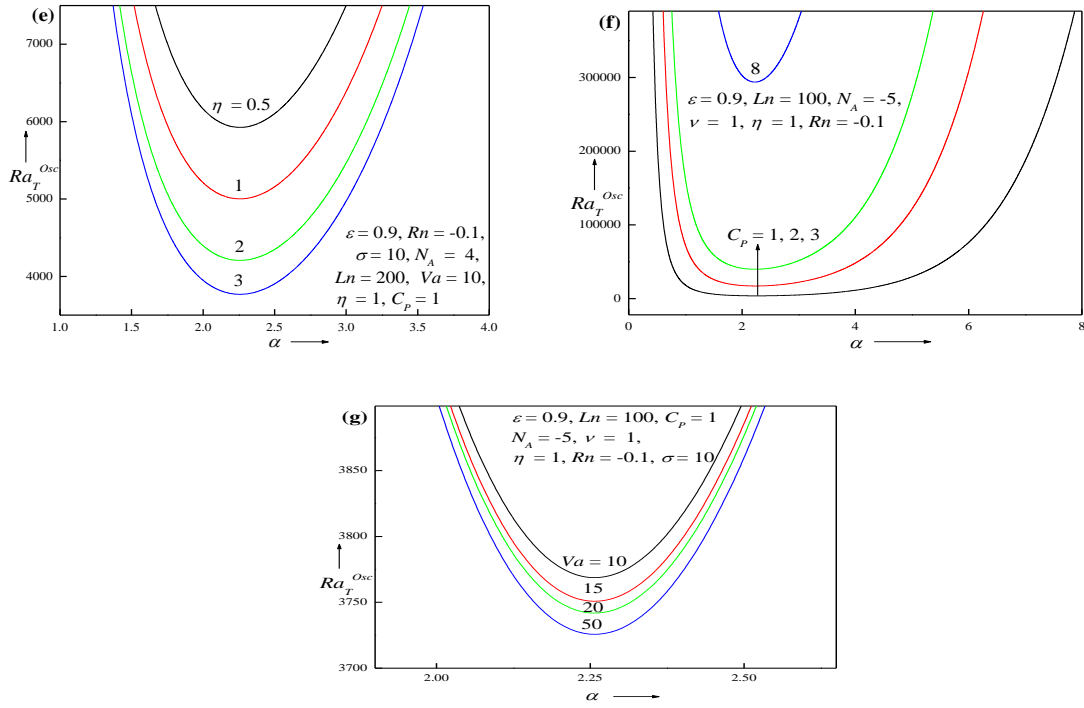 (e)
7000
6000
5000
4000
Ra_T^Osc
η = 0.5
1
2
3
ε = 0.9, Rn = -0.1,
σ = 10, N_A = 4,
Ln = 200, Va = 10,
η = 1, C_P = 1
1.0 1.5 2.0 2.5 3.0 3.5 4.0
α
(f)
300000
200000
100000
0
Ra_T^Osc
8
ε = 0.9, Ln = 100, N_A = -5,
ν = 1, η = 1, Rn = -0.1
C_P = 1, 2, 3
0 2 4 6 8
α
(g)
3850
3800
3750
3700
Ra_T^Osc
ε = 0.9, Ln = 100, C_P = 1
N_A = -5, ν = 1,
η = 1, Rn = -0.1, σ = 10
Va = 10
15
20
50
2.00 2.25 2.50
α